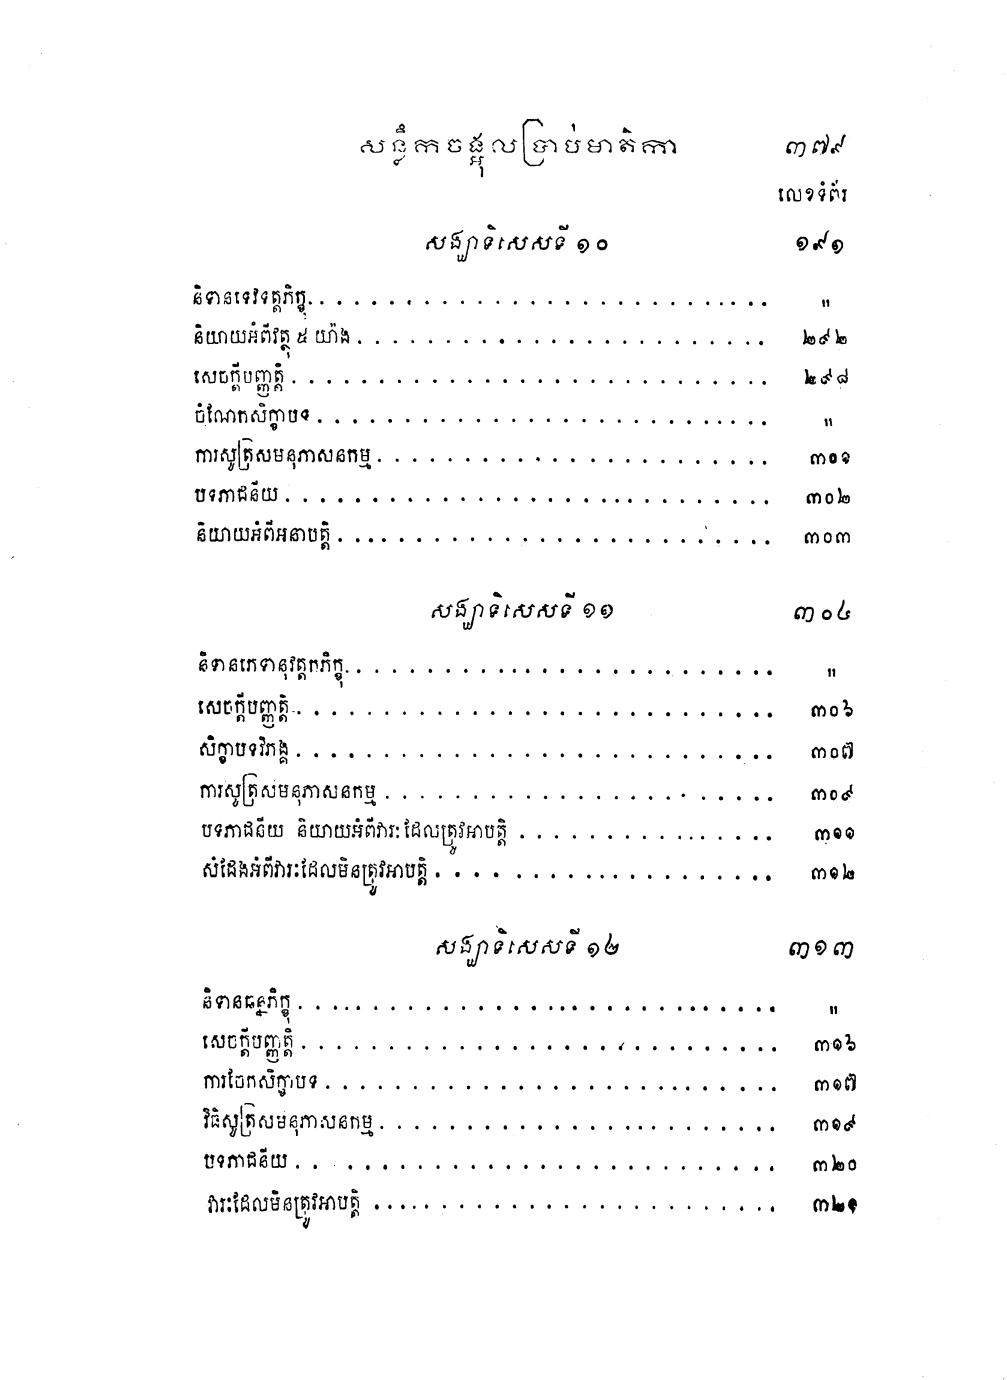 សន្លឹកចង្អុលប្រាប់មាតិកា ៣៧៩
លេខទំព័រ
សង្ឃាទិសេសទី ១០ ១៩១
និទានទេវទត្តភិក្ខុ. . . . . . . . . . . . . . . . . . . . . . . . . . . "
និយាយអំពីវត្ថុ ៥ យ៉ាង . . . . . . . . . . . . . . . . . . . . . . . . ២៩២
សេចក្តីបញ្ញត្តិ . . . . . . . . . . . . . . . . . . . . . . . . . . . . ២៩៨
ចំណែកសិក្ខាបទ . . . . . . . . . . . . . . . . . . . . . . . . . . . "
ការសូត្រសមនុភាសនកម្ម . . . . . . . . . . . . . . . . . . . . . . . ៣០១
បទភាជនីយ . . . . . . . . . . . . . . . . . . . . . . . . . . . . ៣០២
និយាយអំពីអនាបត្តិ . . . . . . . . . . . . . . . . . . . . . . . . . ៣០៣
សង្ឃាទិសេសទី ១១ ៣០៤
និទានភេទានុវត្តកភិក្ខុ. . . . . . . . . . . . . . . . . . . . . . . . . "
សេចក្តីបញ្ញត្តិ . . . . . . . . . . . . . . . . . . . . . . . . . . . . ៣០៦
សិក្ខាបទវិភង្គ . . . . . . . . . . . . . . . . . . . . . . . . . . . . ៣០៧
ការសូត្រសមនុភាសនកម្ម . . . . . . . . . . . . . . . . . . . . . . . ៣០៩
បទភាជនីយ និយាយអំពីវារៈដែលត្រូវអាបត្តិ . . . . . . . . . . . . . . . ៣១១
សំដែងអំពីវារៈដែលមិនត្រូវអាបត្តិ . . . . . . . . . . . . . . . . . . . . ៣១២
សង្ឃាទិសេសទី ១២ ៣១៣
និទានឆន្នភិក្ខុ . . . . . . . . . . . . . . . . . . . . . . . . . . . . "
សេចក្តីបញ្ញត្តិ . . . . . . . . . . . . . . . . . . . . . . . . . . . . ៣១៦
ការចែកសិក្ខាបទ . . . . . . . . . . . . . . . . . . . . . . . . . . ៣១៧
វិធិសូត្រសមនុភាសនកម្ម . . . . . . . . . . . . . . . . . . . . . . . ៣១៩
បទភាជនីយ . . . . . . . . . . . . . . . . . . . . . . . . . . . . ៣២០
វារៈដែលមិនត្រូវអាបត្តិ . . . . . . . . . . . . . . . . . . . . . . . . ៣២១